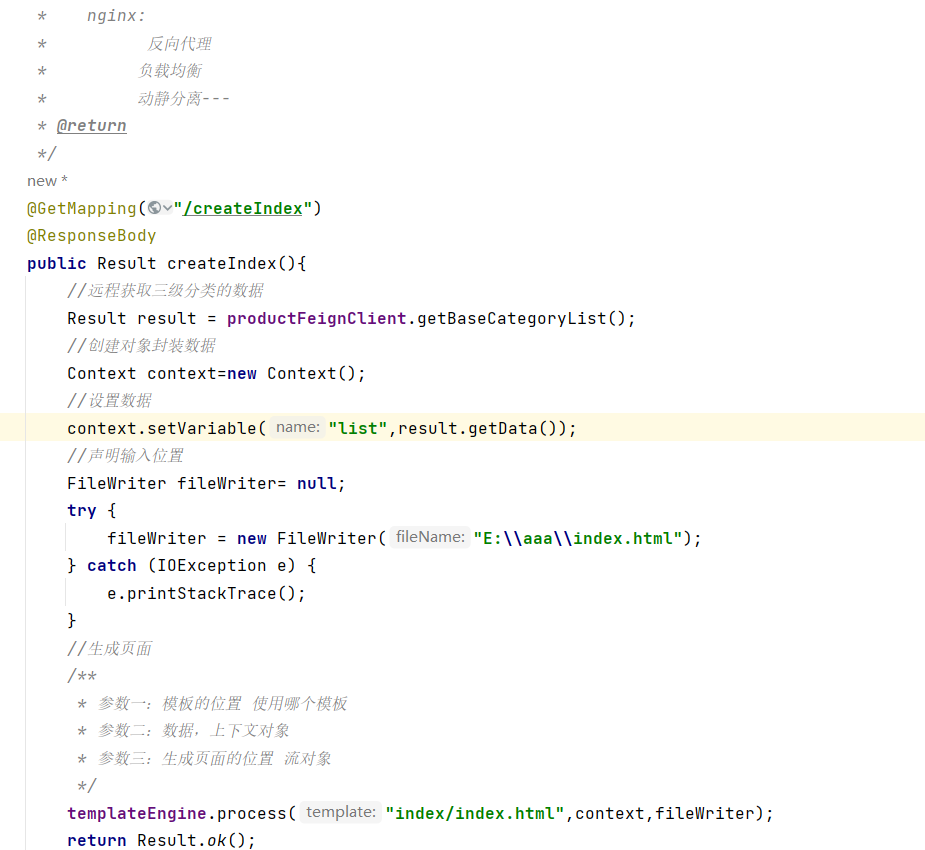 *    nginx:
*          反向代理
*         负载均衡
*         动静分离---
* @return
*/
new *
@GetMapping("/createIndex")
@ResponseBody
public Result createIndex(){
    //远程获取三级分类的数据
    Result result = productFeignClient.getBaseCategoryList();
    //创建对象封装数据
    Context context=new Context();
    //设置数据
    context.setVariable( name: "list",result.getData());
    //声明输入位置
    FileWriter fileWriter= null;
    try {
        fileWriter = new FileWriter( fileName: "E:\\aaa\\index.html");
    } catch (IOException e) {
        e.printStackTrace();
    }
    //生成页面
    /**
     * 参数一：模板的位置 使用哪个模板
     * 参数二：数据，上下文对象
     * 参数三：生成页面的位置 流对象
     */
    templateEngine.process( template: "index/index.html",context,fileWriter);
    return Result.ok();